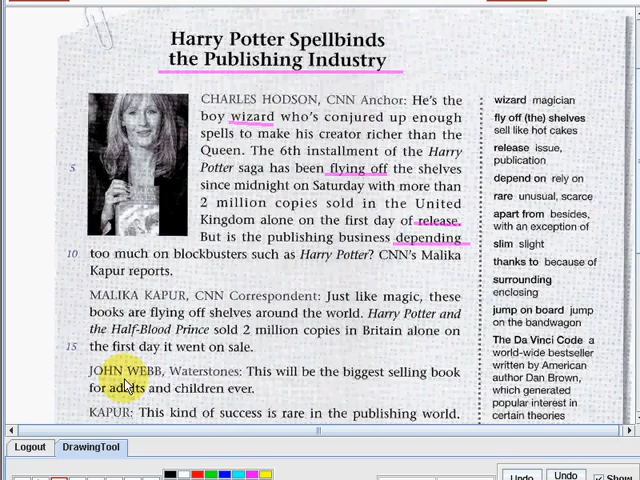 Harry Potter Spellbinds
the Publishing Industry
CHARLES HODSON, CNN Anchor: He's the
boy wizard who's conjured up enough
spells to make his creator richer than the
Queen. The 6th installment of the Harry
5 Potter saga has been flying off the shelves
since midnight on Saturday with more than
2 million copies sold in the United
Kingdom alone on the first day of release.
But is the publishing business depending
10 too much on blockbusters such as Harry Potter? CNN's Malika
Kapur reports.
MALIKA KAPUR, CNN Correspondent: Just like magic, these
books are flying off shelves around the world. Harry Potter and
the Half-Blood Prince sold 2 million copies in Britain alone on
15 the first day it went on sale.
JOHN WEBB, Waterstones: This will be the biggest selling book
for adults and children ever.
KAPUR: This kind of success is rare in the publishing world.
wizard magician
fly off (the) shelves
sell like hot cakes
release issue,
publication
depend on rely on
rare unusual, scarce
apart from besides,
with an exception of
slim slight
thanks to because of
surrounding
enclosing
jump on board jump
on the bandwagon
The Da Vinci Code a
world-wide bestseller
written by American
author Dan Brown,
which generated
popular interest in
certain theories
Logout DrawingTool
Undo Undo Show